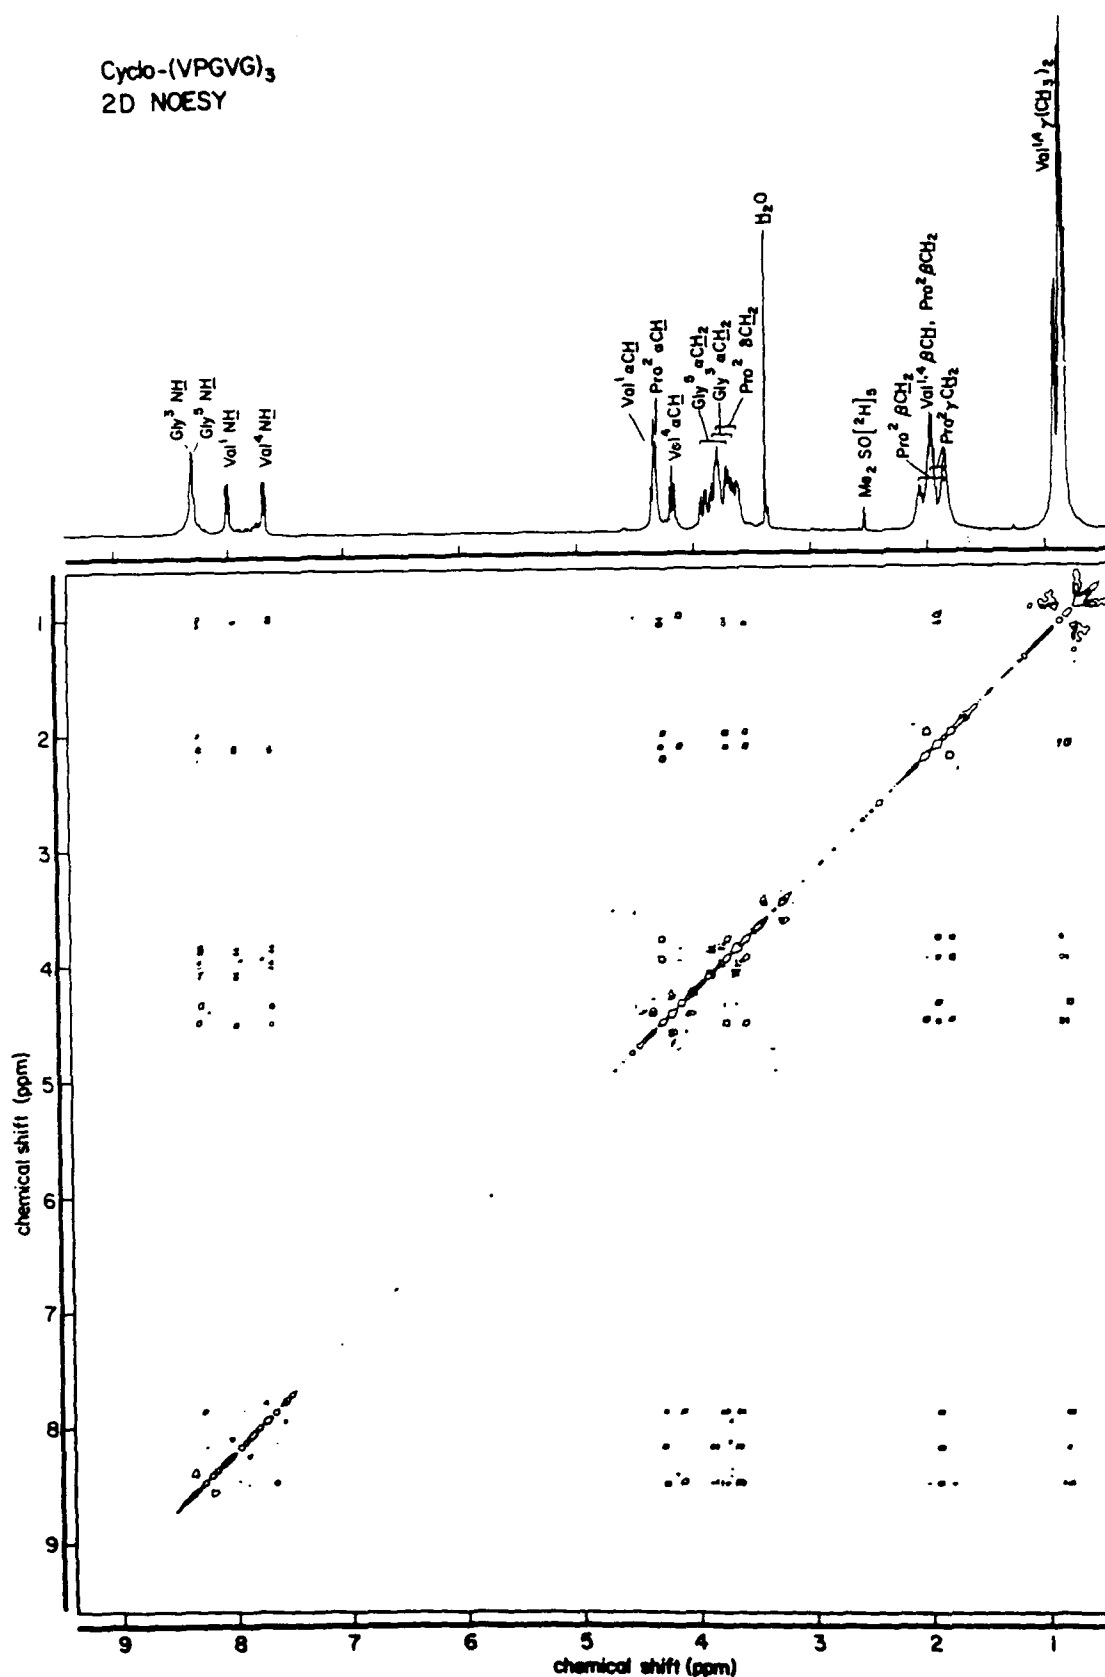 Cyclo-(VPGVG)₃
2D NOESY
Gly³ NH
Gly⁵ NH
Val¹ NH
Val⁴ NH
Val¹ αCH
Pro² αCH
Val⁴ αCH
Gly⁵ αCH₂
Gly³ αCH₂
Pro² δCH₂
H₂O
Me₂ SO[²H]₅
Pro² βCH₂
Val¹,⁴ βCH, Pro² βCH₂
Pro² γCH₂
Val¹,⁴ γ(CH₃)₂
1
2
3
4
5
6
7
8
9
chemical shift (ppm)
9 8 7 6 5 4 3 2 1
chemical shift (ppm)